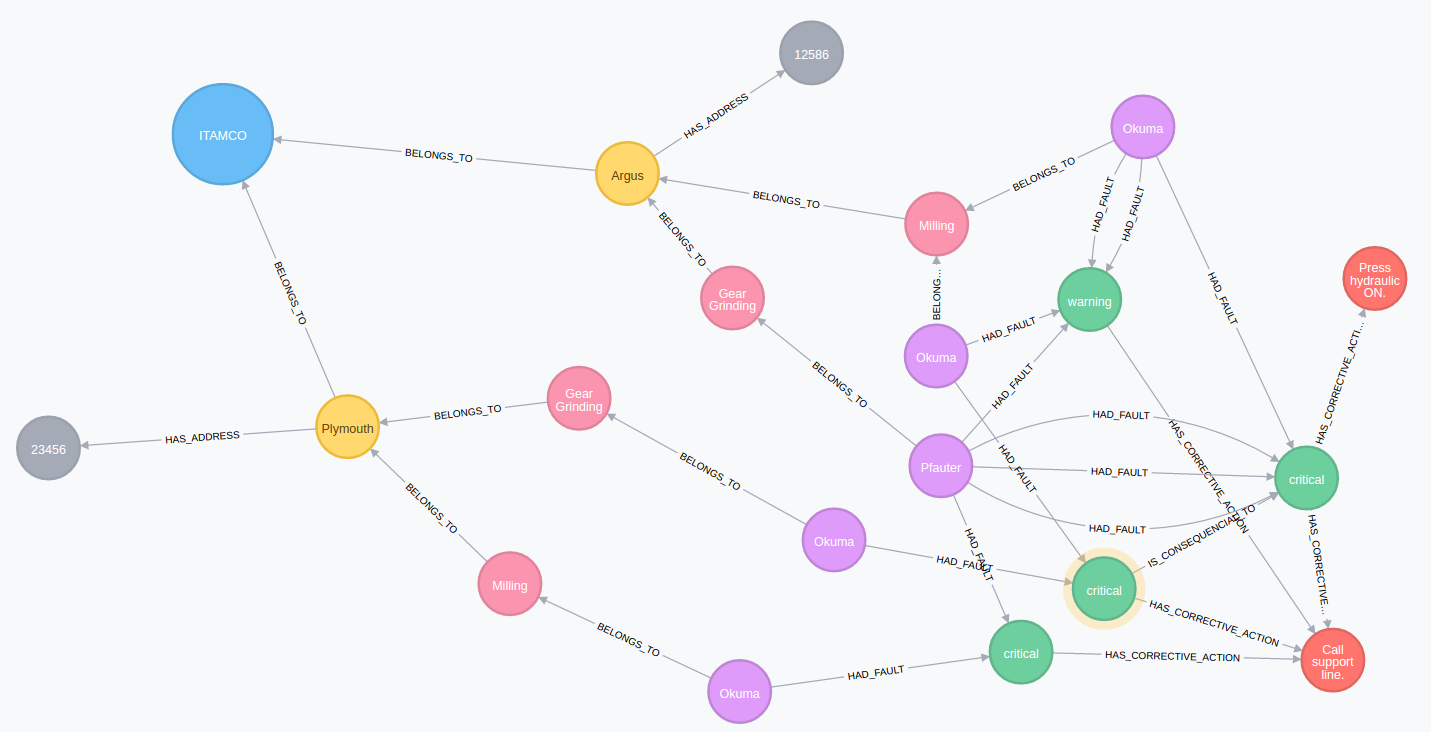 12586
ITAMCO
BELONGS_TO
HAS_ADDRESS
Argus
Okuma
BELONGS_TO
BELONGS_TO
HAD_FAULT
HAD_FAULT
Milling
BELONGS_TO
Press
hydraulic
ON.
BELONGS_TO
Gear
Grinding
BELONG...
warning
HAD_FAULT
HAD_FAULT
Okuma
HAD_FAULT
BELONGS_TO
HAS_CORRECTIVE_ACTI...
Gear
Grinding
BELONGS_TO
HAD_FAULT
Plymouth
HAS_ADDRESS
23456
BELONGS_TO
Pfauter
HAD_FAULT
HAD_FAULT
HAS_CORRECTIVE_ACTION
critical
BELONGS_TO
HAD_FAULT
IS_CONSEQUENCIAL_TO
Okuma
HAD_FAULT
HAD_FAULT
HAS_CORRECTIVE...
Milling
critical
HAS_CORRECTIVE_ACTION
BELONGS_TO
critical
HAS_CORRECTIVE_ACTION
Call
support
line.
HAD_FAULT
Okuma